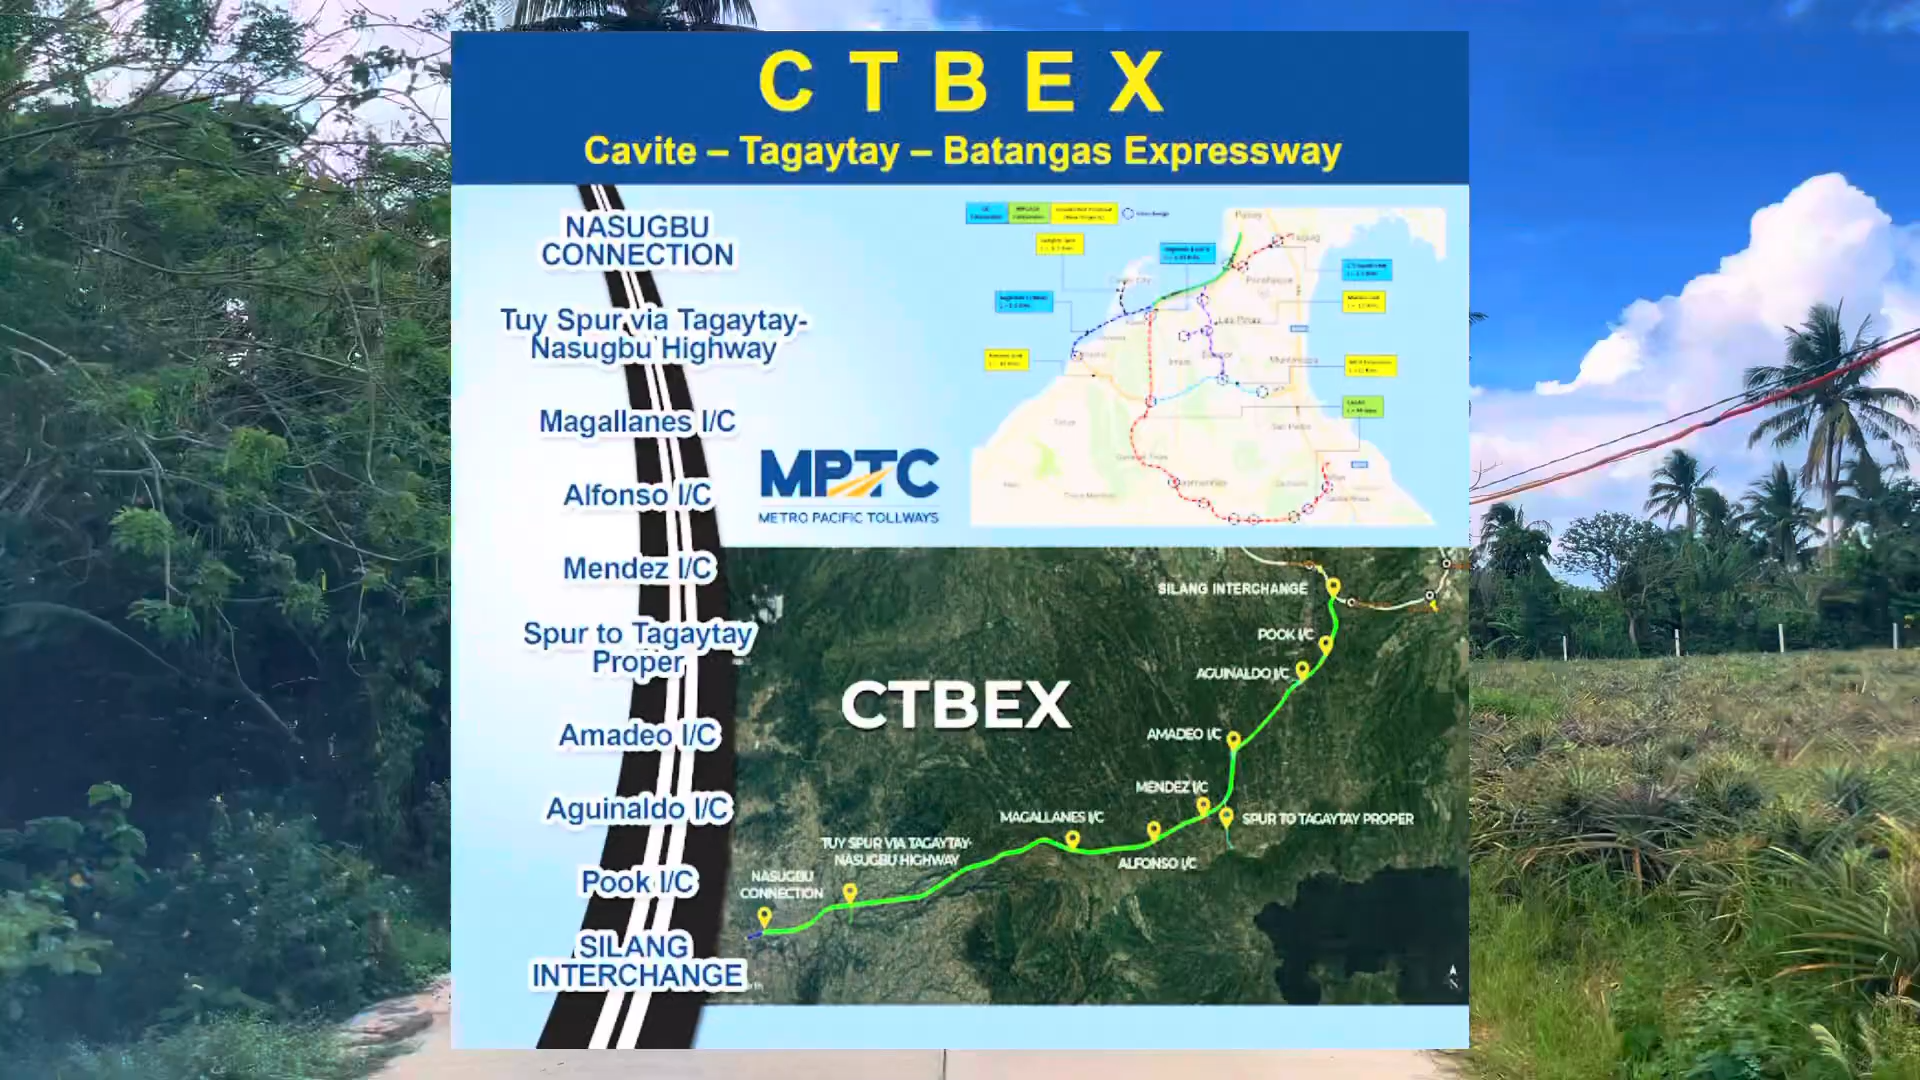 C T B E X
Cavite – Tagaytay – Batangas Expressway
NASUGBU
CONNECTION
Tuy Spur via Tagaytay-
Nasugbu Highway
Magallanes I/C
Alfonso I/C
Mendez I/C
Spur to Tagaytay
Proper
Amadeo I/C
Aguinaldo I/C
Pook I/C
SILANG
INTERCHANGE
MPTC
METRO PACIFIC TOLLWAYS
Las Pinas
SILANG INTERCHANGE
POOK I/C
AGUINALDO I/C
CTBEX
AMADEO I/C
MENDEZ I/C
SPUR TO TAGAYTAY PROPER
MAGALLANES I/C
ALFONSO I/C
TUY SPUR VIA TAGAYTAY-
NASUGBU HIGHWAY
NASUGBU
CONNECTION